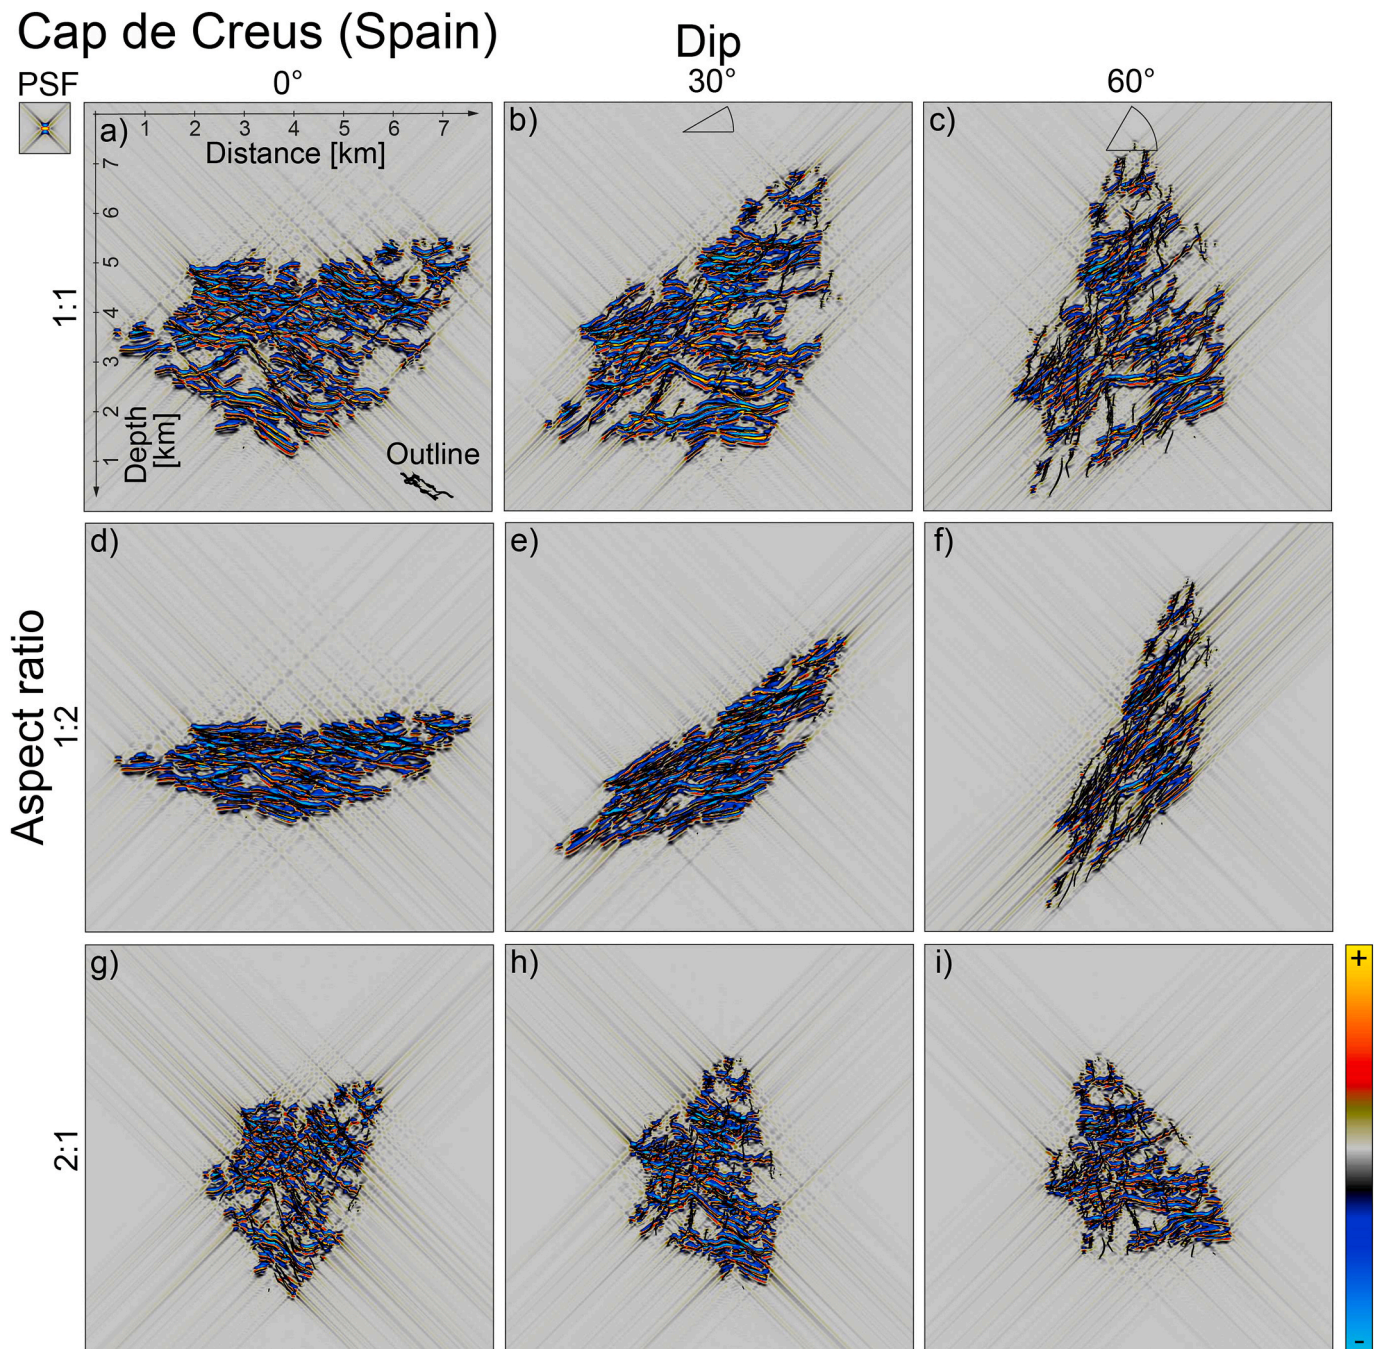 Cap de Creus (Spain)
Dip
PSF
0°
30°
60°
a)
1 2 3 4 5 6 7
Distance [km]
7
6
5
4
3
2
1
Depth
[km]
Outline
b)
c)
1:1
d)
e)
f)
Aspect ratio
1:2
g)
h)
i)
2:1
+
-